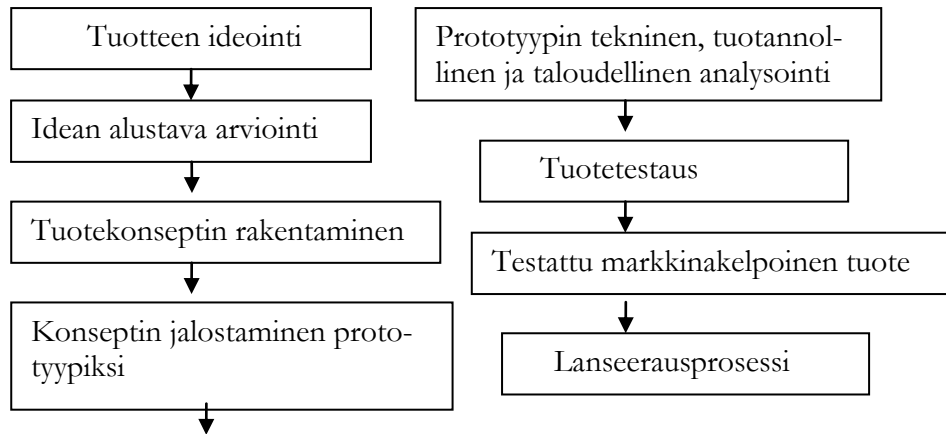 Tuotteen ideointi
Idean alustava arviointi
Tuotekonseptin rakentaminen
Konseptin jalostaminen proto-
tyypiksi
Prototyypin tekninen, tuotannol-
linen ja taloudellinen analysointi
Tuotetestaus
Testattu markkinakelpoinen tuote
Lanseerausprosessi